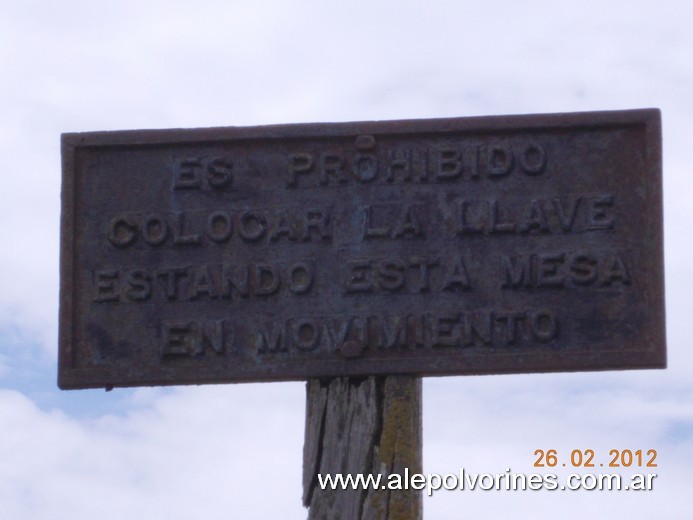 ES PROHIBIDO
COLOCAR LA LLAVE
ESTANDO ESTA MESA
EN MOVIMIENTO
26.02.2012
www.alepolvorines.com.ar